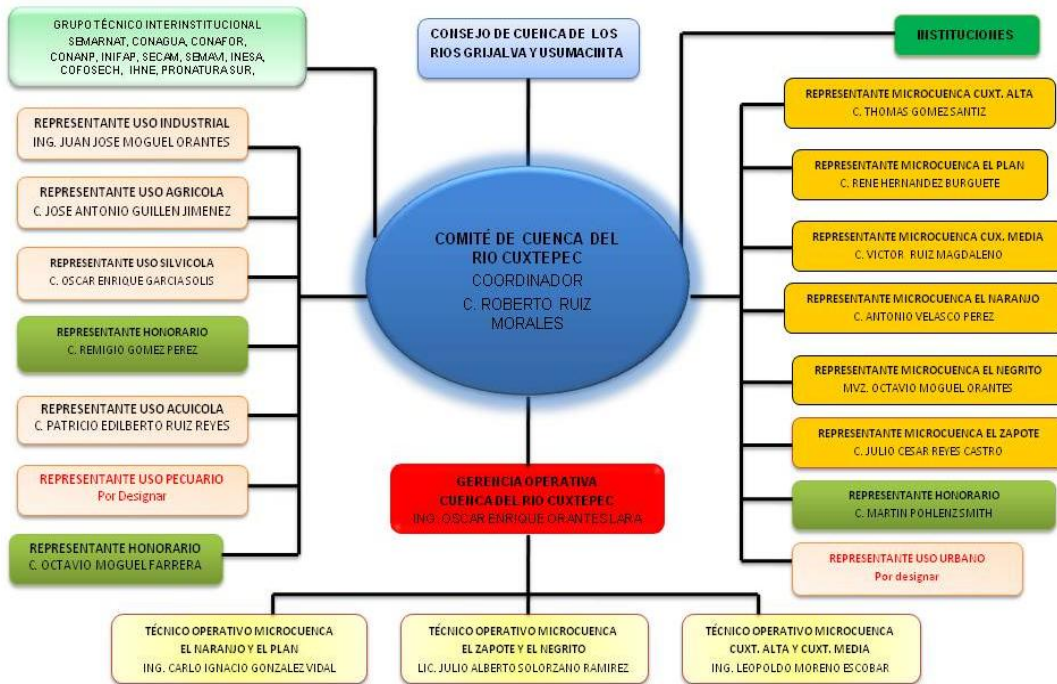 GRUPO TÉCNICO INTERINSTITUCIONAL
SEMARNAT, CONAGUA, CONAFOR,
CONANP, INIFAP, SECAM, SEMAVI, INESA,
COFOSECH, IHNE, PRONATURA SUR,
CONSEJO DE CUENCA DE LOS
RIOS GRIJALVA Y USUMACINTA
INSTITUCIONES
REPRESENTANTE USO INDUSTRIAL
ING. JUAN JOSE MOGUEL ORANTES
REPRESENTANTE USO AGRICOLA
C. JOSE ANTONIO GUILLEN JIMENEZ
REPRESENTANTE USO SILVICOLA
C. OSCAR ENRIQUE GARCIA SOLIS
REPRESENTANTE HONORARIO
C. REMIGIO GOMEZ PEREZ
REPRESENTANTE USO ACUICOLA
C. PATRICIO EDILBERTO RUIZ REYES
REPRESENTANTE USO PECUARIO
Por Designar
REPRESENTANTE HONORARIO
C. OCTAVIO MOGUEL FARRERA
COMITÉ DE CUENCA DEL
RIO CUXTEPEC
COORDINADOR
C. ROBERTO RUIZ
MORALES
GERENCIA OPERATIVA
CUENCA DEL RIO CUXTEPEC
ING. OSCAR ENRIQUE ORANTES LARA
REPRESENTANTE MICROCUENCA CUXT. ALTA
C. THOMAS GOMEZ SANTIZ
REPRESENTANTE MICROCUENCA EL PLAN
C. RENE HERNANDEZ BURGUETE
REPRESENTANTE MICROCUENCA CUX. MEDIA
C. VICTOR RUIZ MAGDALENO
REPRESENTANTE MICROCUENCA EL NARANJO
C. ANTONIO VELASCO PEREZ
REPRESENTANTE MICROCUENCA EL NEGRITO
MVZ. OCTAVIO MOGUEL ORANTES
REPRESENTANTE MICROCUENCA EL ZAPOTE
C. JULIO CESAR REYES CASTRO
REPRESENTANTE HONORARIO
C. MARTIN POHLENZ SMITH
REPRESENTANTE USO URBANO
Por designar
TÉCNICO OPERATIVO MICROCUENCA
EL NARANJO Y EL PLAN
ING. CARLO IGNACIO GONZALEZ VIDAL
TÉCNICO OPERATIVO MICROCUENCA
EL ZAPOTE Y EL NEGRITO
LIC. JULIO ALBERTO SOLORZANO RAMIREZ
TÉCNICO OPERATIVO MICROCUENCA
CUXT. ALTA Y CUXT. MEDIA
ING. LEOPOLDO MORENO ESCOBAR